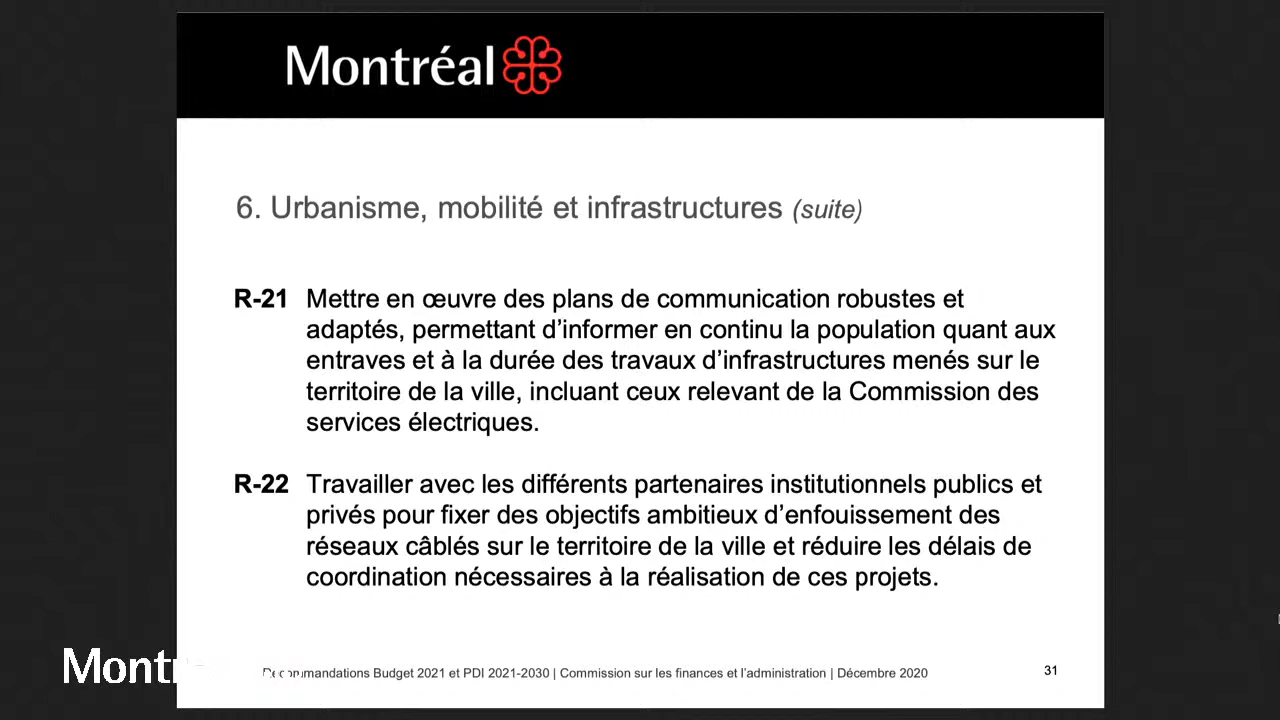 Montréal
6. Urbanisme, mobilité et infrastructures (suite)
R-21 Mettre en œuvre des plans de communication robustes et
adaptés, permettant d’informer en continu la population quant aux
entraves et à la durée des travaux d’infrastructures menés sur le
territoire de la ville, incluant ceux relevant de la Commission des
services électriques.
R-22 Travailler avec les différents partenaires institutionnels publics et
privés pour fixer des objectifs ambitieux d’enfouissement des
réseaux câblés sur le territoire de la ville et réduire les délais de
coordination nécessaires à la réalisation de ces projets.
Montr
Recommandations Budget 2021 et PDI 2021-2030 | Commission sur les finances et l’administration | Décembre 2020
31